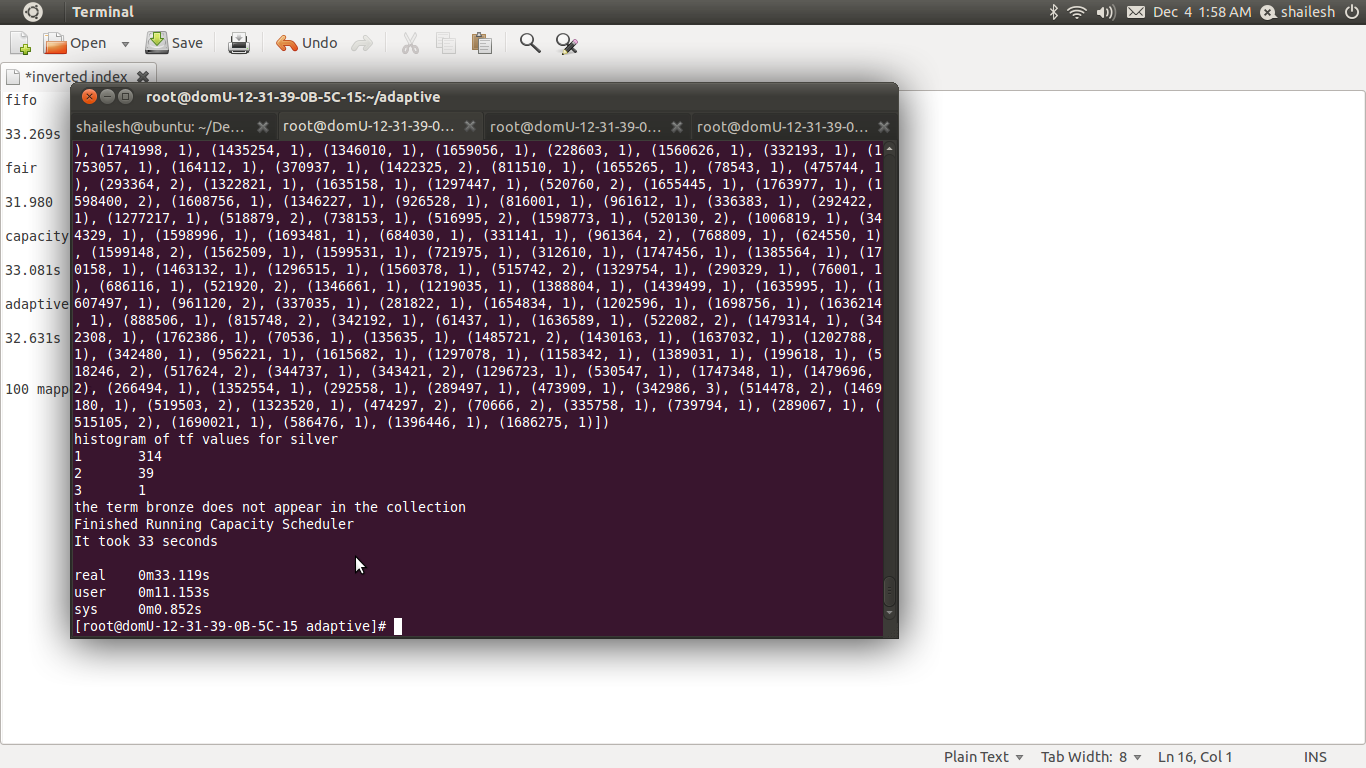 Terminal
Dec 4 1:58 AM shailesh
Open Save Undo
*inverted index
fifo
33.269s
fair
31.980
capacity
33.081s
adaptive
32.631s
100 mapp
root@domU-12-31-39-0B-5C-15:~/adaptive
shailesh@ubuntu: ~/De... root@domU-12-31-39-0... root@domU-12-31-39-0... root@domU-12-31-39-0...
), (1741998, 1), (1435254, 1), (1346010, 1), (1659056, 1), (228603, 1), (1560626, 1), (332193, 1), (1
753057, 1), (164112, 1), (370937, 1), (1422325, 2), (811510, 1), (1655265, 1), (78543, 1), (475744, 1
), (293364, 2), (1322821, 1), (1635158, 1), (1297447, 1), (520760, 2), (1655445, 1), (1763977, 1), (1
598400, 2), (1608756, 1), (1346227, 1), (926528, 1), (816001, 1), (961612, 1), (336383, 1), (292422,
1), (1277217, 1), (518879, 2), (738153, 1), (516995, 2), (1598773, 1), (520130, 2), (1006819, 1), (34
4329, 1), (1598996, 1), (1693481, 1), (684030, 1), (331141, 1), (961364, 2), (768809, 1), (624550, 1)
, (1599148, 2), (1562509, 1), (1599531, 1), (721975, 1), (312610, 1), (1747456, 1), (1385564, 1), (17
0158, 1), (1463132, 1), (1296515, 1), (1560378, 1), (515742, 2), (1329754, 1), (290329, 1), (76001, 1
), (686116, 1), (521920, 2), (1346661, 1), (1219035, 1), (1388804, 1), (1439499, 1), (1635995, 1), (1
607497, 1), (961120, 2), (337035, 1), (281822, 1), (1654834, 1), (1202596, 1), (1698756, 1), (1636214
, 1), (888506, 1), (815748, 2), (342192, 1), (61437, 1), (1636589, 1), (522082, 2), (1479314, 1), (34
2308, 1), (1762386, 1), (70536, 1), (135635, 1), (1485721, 2), (1430163, 1), (1637032, 1), (1202788,
1), (342480, 1), (956221, 1), (1615682, 1), (1297078, 1), (1158342, 1), (1389031, 1), (199618, 1), (5
18246, 2), (517624, 2), (344737, 1), (343421, 2), (1296723, 1), (530547, 1), (1747348, 1), (1479696,
2), (266494, 1), (1352554, 1), (292558, 1), (289497, 1), (473909, 1), (342986, 3), (514478, 2), (1469
180, 1), (519503, 2), (1323520, 1), (474297, 2), (70666, 2), (335758, 1), (739794, 1), (289067, 1), (
515105, 2), (1690021, 1), (586476, 1), (1396446, 1), (1686275, 1)])
histogram of tf values for silver
1 314
2 39
3 1
the term bronze does not appear in the collection
Finished Running Capacity Scheduler
It took 33 seconds
real 0m33.119s
user 0m11.153s
sys 0m0.852s
[root@domU-12-31-39-0B-5C-15 adaptive]#
Plain Text Tab Width: 8 Ln 16, Col 1 INS